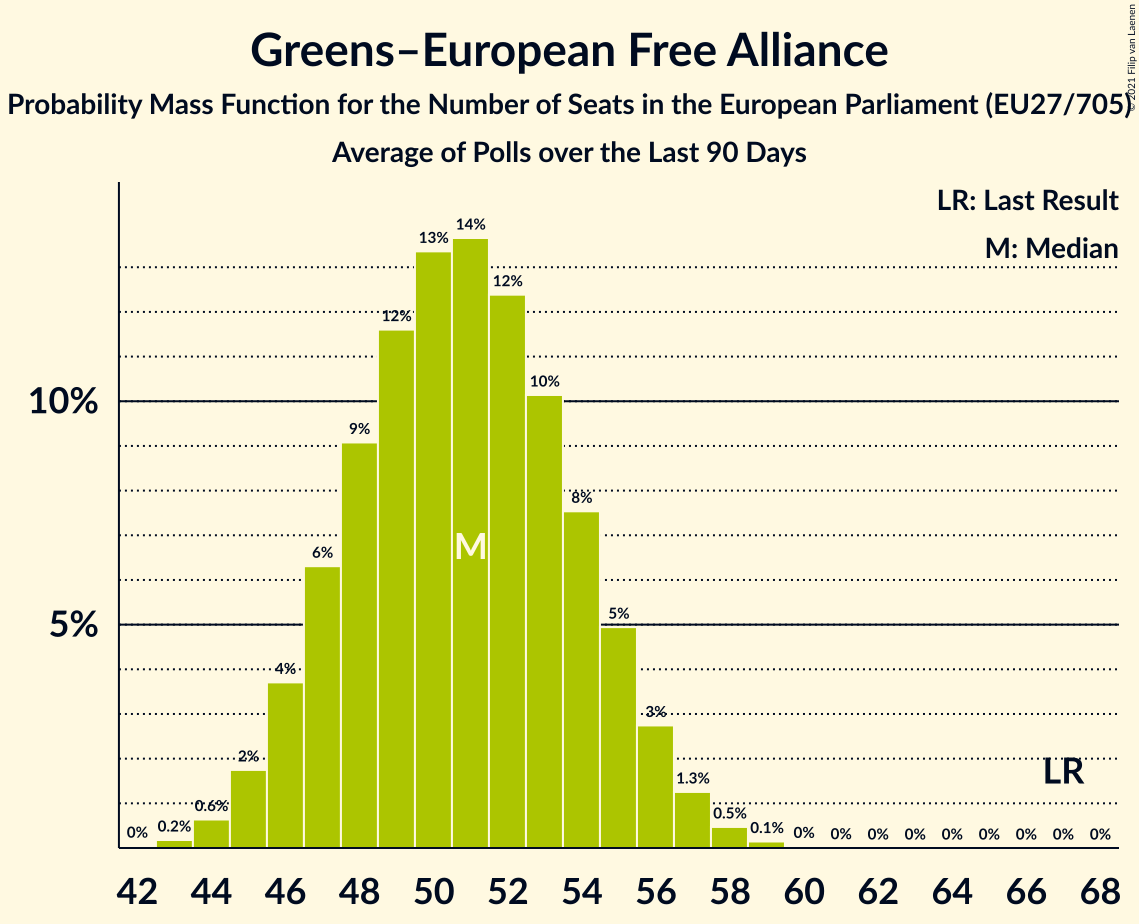 Greens–European Free Alliance
Probability Mass Function for the Number of Seats in the European Parliament (EU27/705)
Average of Polls over the Last 90 Days
© 2021 Filip van Laenen
LR: Last Result
M: Median
14%
13%
12%
12%
10%
10%
9%
8%
M
6%
5%
5%
4%
3%
2%
LR
1.3%
0.6%
0.5%
0% 0.2% 0.1% 0% 0% 0% 0% 0% 0% 0% 0% 0%
42 44 46 48 50 52 54 56 58 60 62 64 66 68